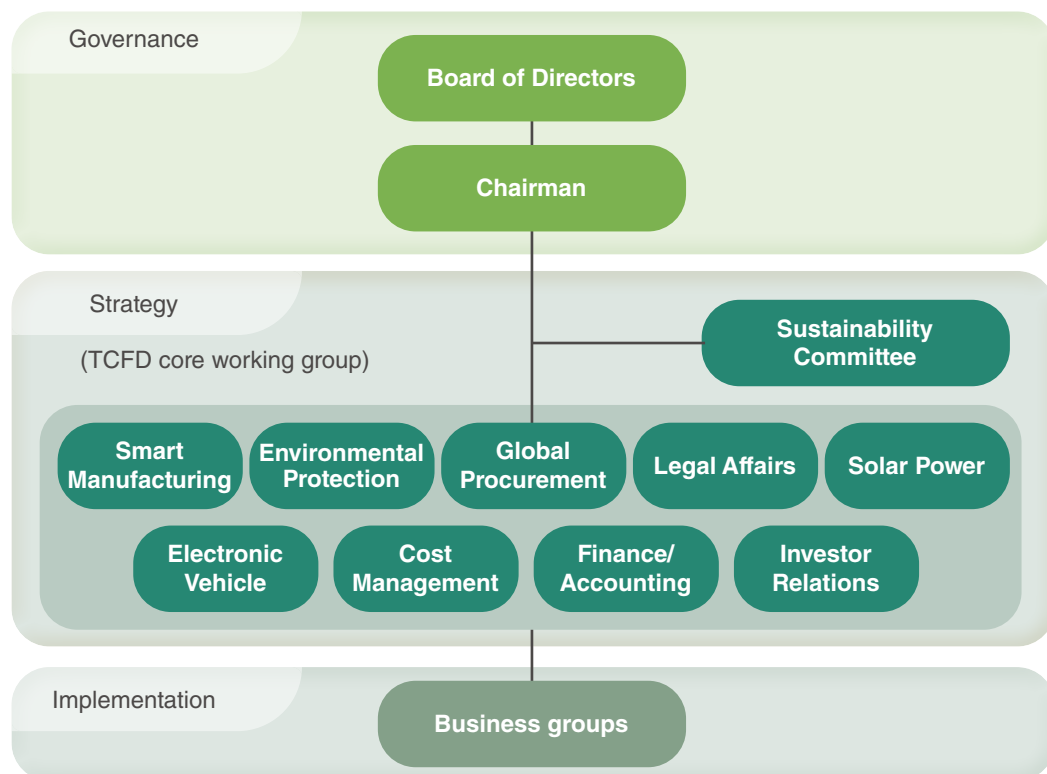 Governance
Board of Directors
Chairman
Strategy
(TCFD core working group)
Sustainability
Committee
Smart
Manufacturing
Environmental
Protection
Global
Procurement
Legal Affairs
Solar Power
Electronic
Vehicle
Cost
Management
Finance/
Accounting
Investor
Relations
Implementation
Business groups